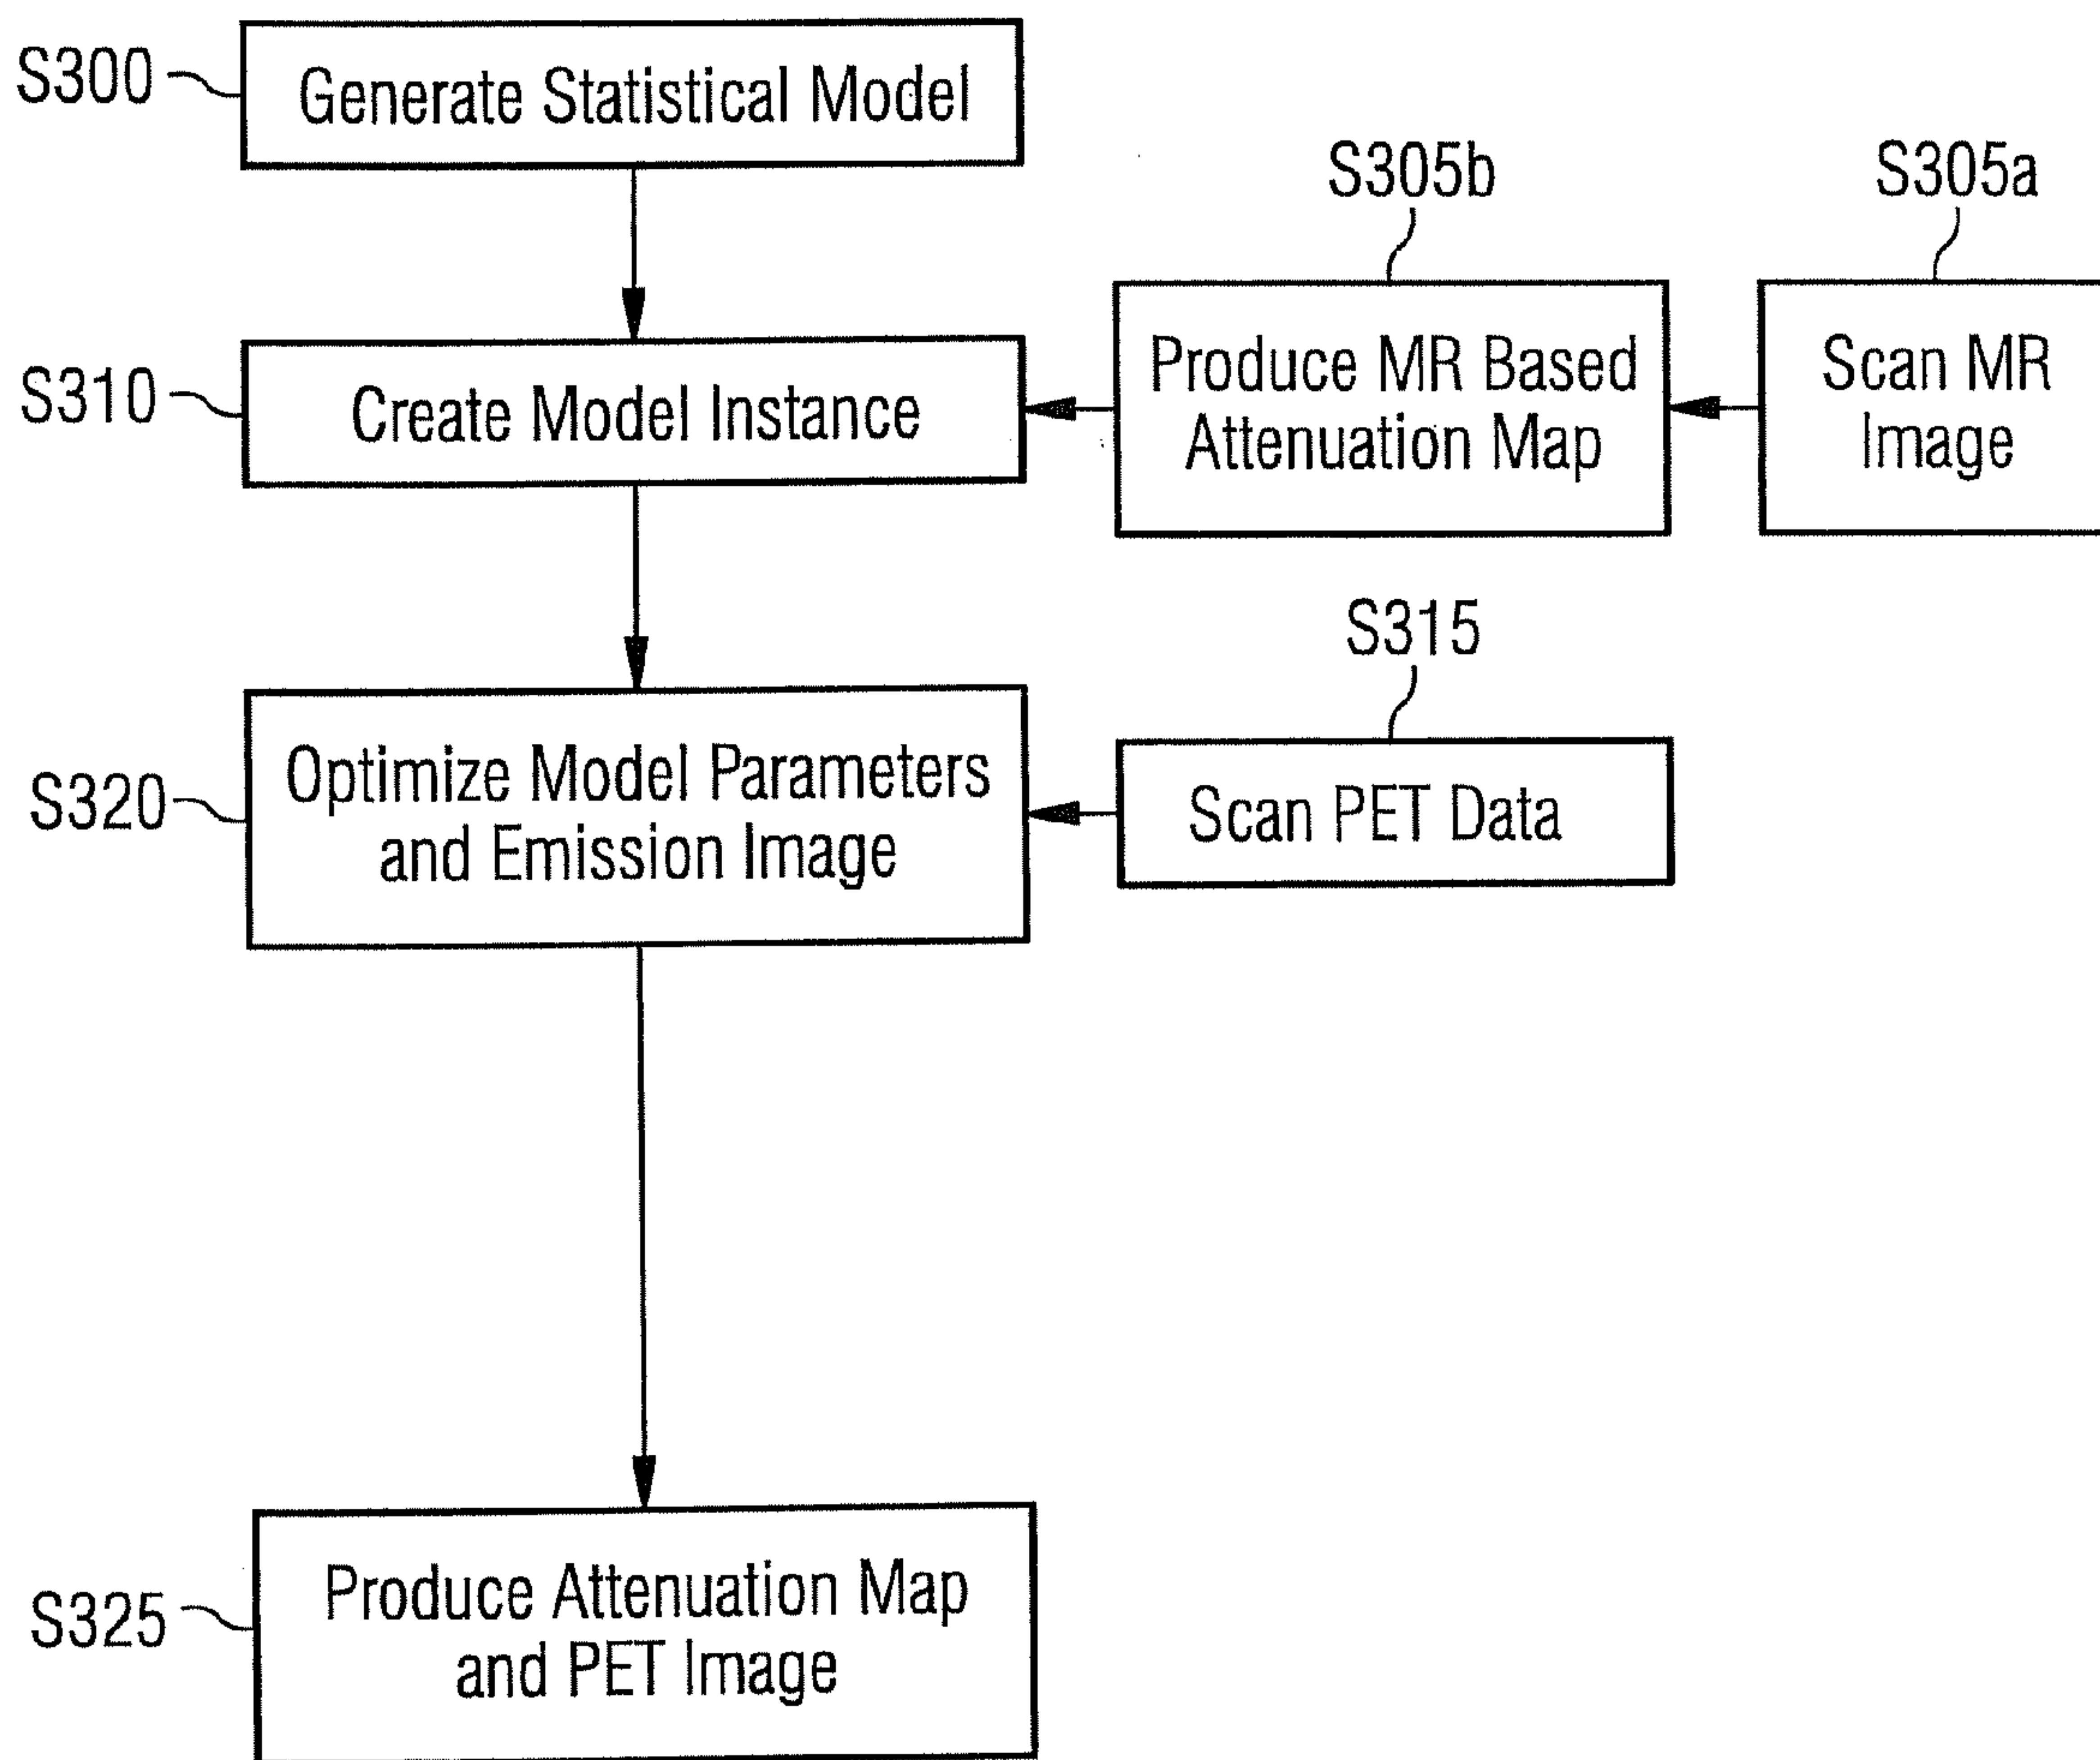 S300
Generate Statistical Model
S305b
S305a
S310
Create Model Instance
Produce MR Based
Attenuation Map
Scan MR
Image
S315
S320
Optimize Model Parameters
and Emission Image
Scan PET Data
S325
Produce Attenuation Map
and PET Image